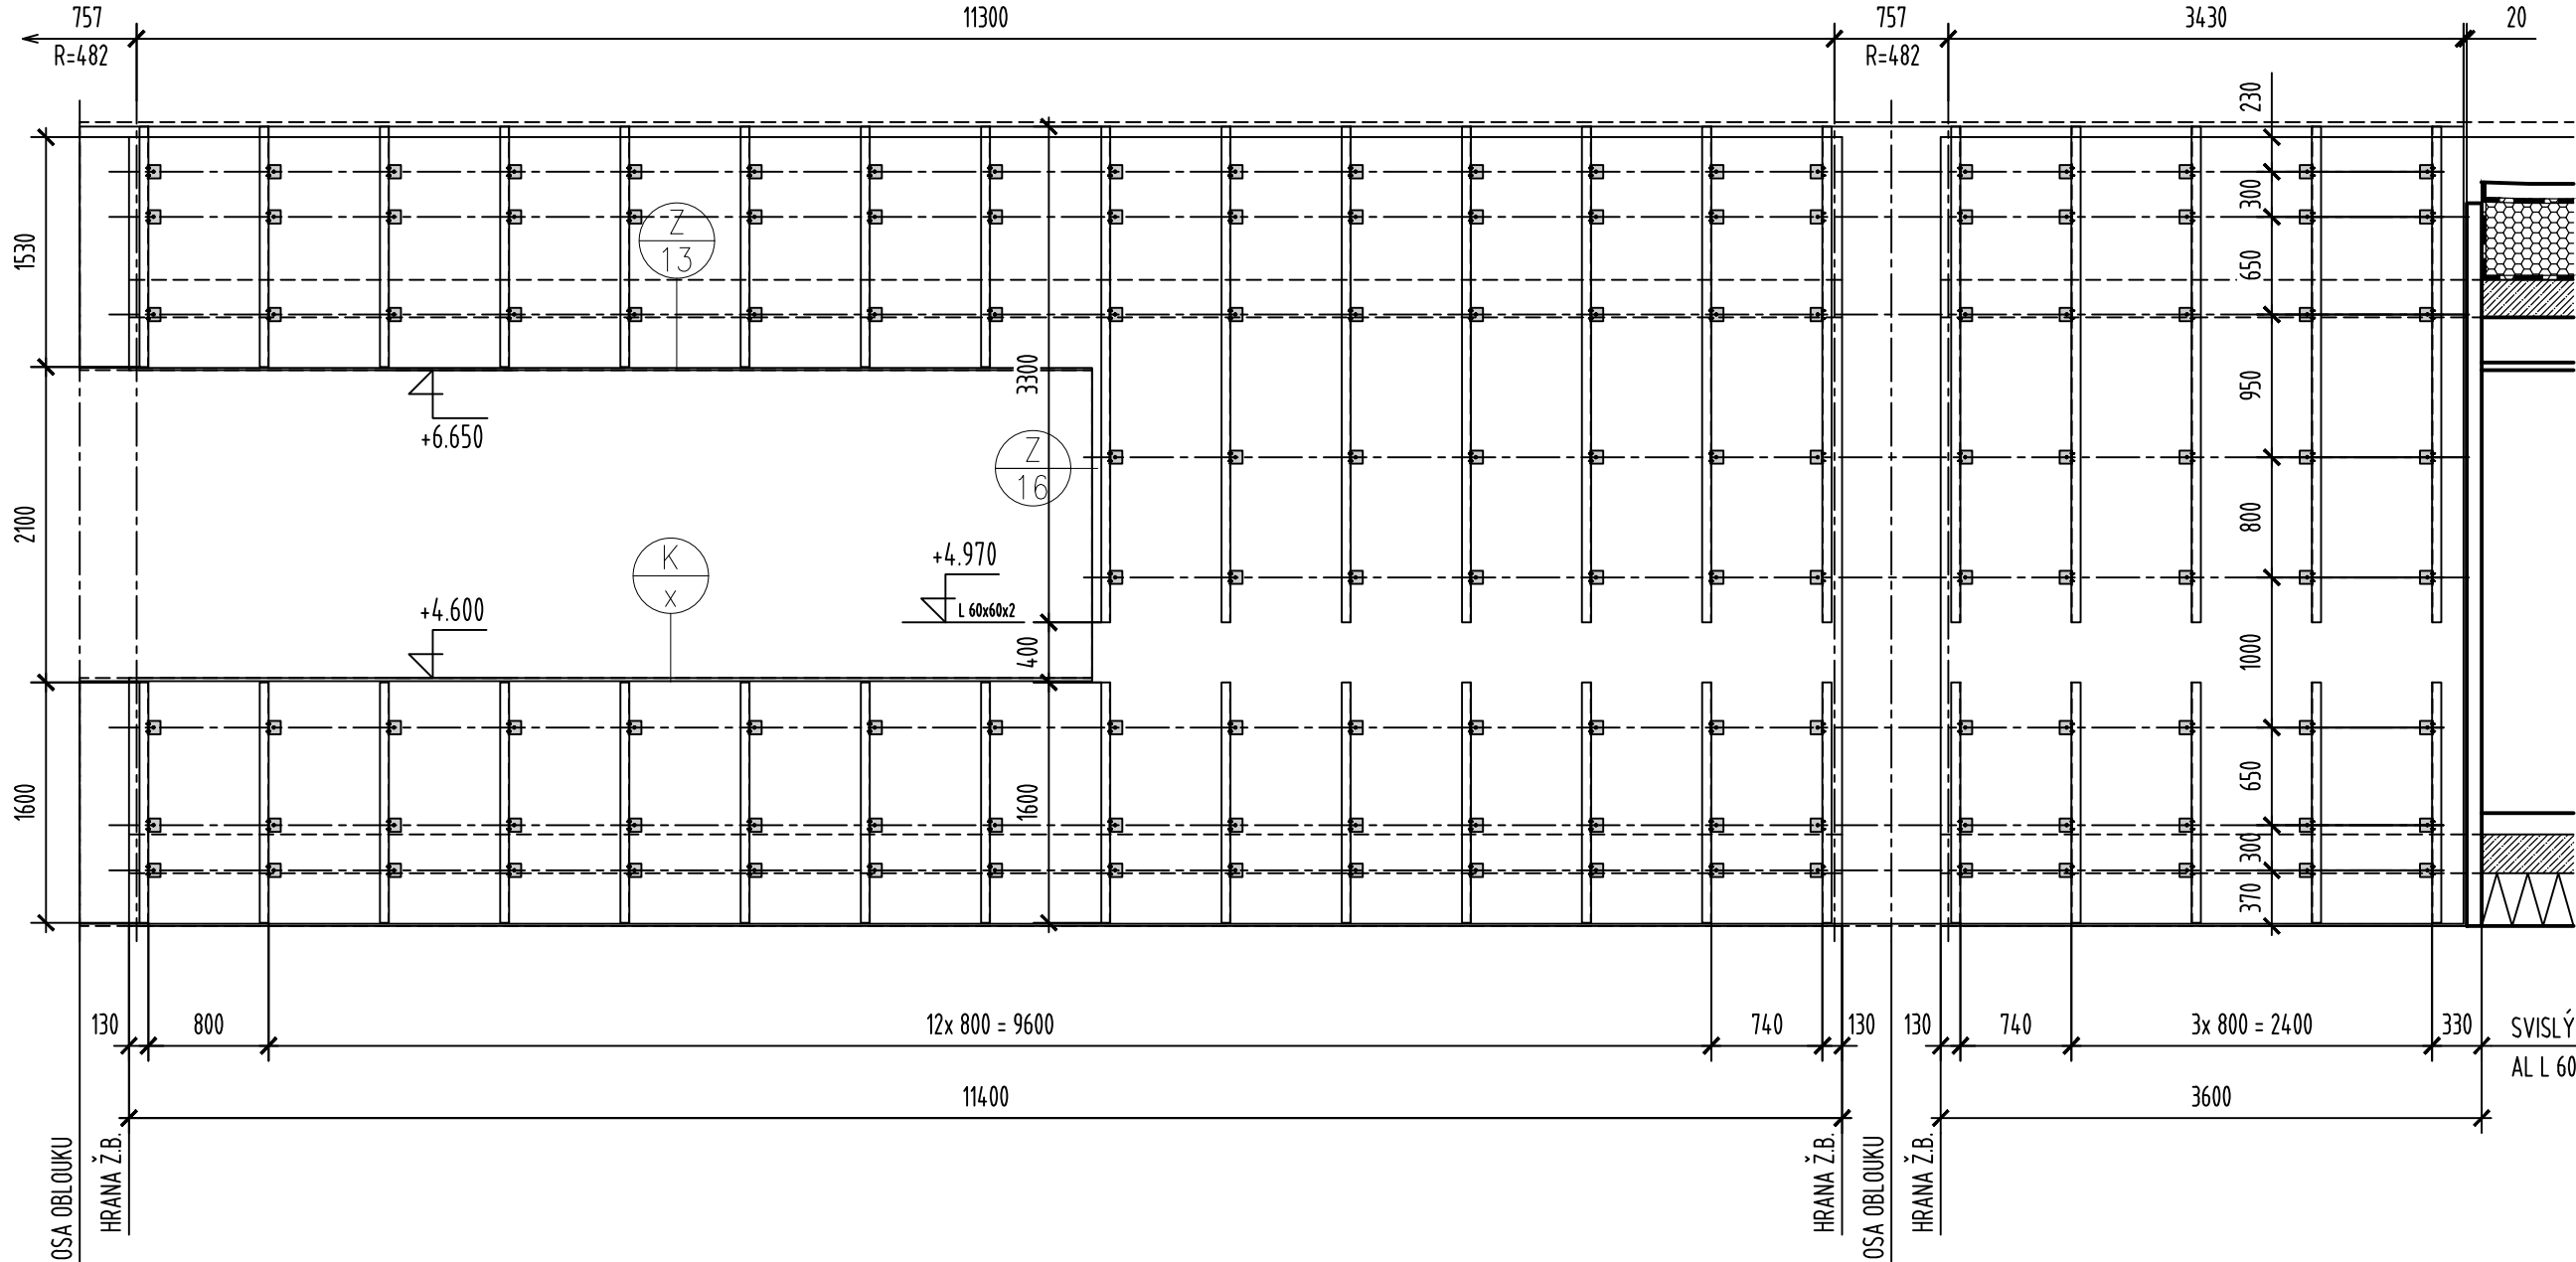 757
11300
757
3430
20
R=482
R=482
230
300
650
950
800
1000
650
300
370
1530
2100
1600
3300
400
1600
Z
13
+6.650
Z
16
K
x
+4.970
L 60x60x2
+4.600
130
800
12x 800 = 9600
740
130
130
740
3x 800 = 2400
330
SVISLÝ
AL L 60
11400
3600
OSA OBLOUKU
HRANA Ž.B.
HRANA Ž.B.
OSA OBLOUKU
HRANA Ž.B.